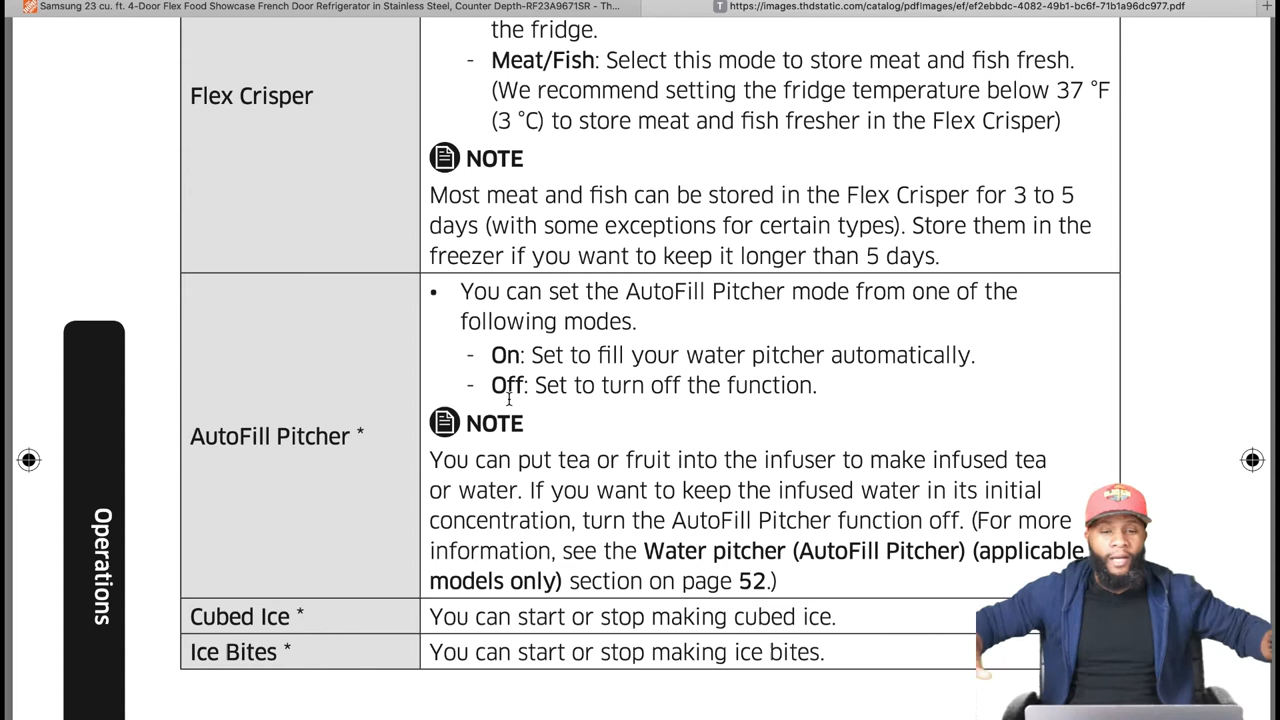 Samsung 23 cu. ft. 4-Door Flex Food Showcase French Door Refrigerator in Stainless Steel, Counter Depth-RF23A9671SR - Th...
T https://images.thdstatic.com/catalog/pdfImages/ef/ef2ebbdc-4082-49b1-bc6f-71b1a96dc977.pdf
the fridge.
Flex Crisper
- Meat/Fish: Select this mode to store meat and fish fresh.
(We recommend setting the fridge temperature below 37 °F
(3 °C) to store meat and fish fresher in the Flex Crisper)
NOTE
Most meat and fish can be stored in the Flex Crisper for 3 to 5
days (with some exceptions for certain types). Store them in the
freezer if you want to keep it longer than 5 days.
AutoFill Pitcher *
• You can set the AutoFill Pitcher mode from one of the
following modes.
- On: Set to fill your water pitcher automatically.
- Off: Set to turn off the function.
NOTE
You can put tea or fruit into the infuser to make infused tea
or water. If you want to keep the infused water in its initial
concentration, turn the AutoFill Pitcher function off. (For more
information, see the Water pitcher (AutoFill Pitcher) (applicable
models only) section on page 52.)
Cubed Ice *
You can start or stop making cubed ice.
Ice Bites *
You can start or stop making ice bites.
Operations